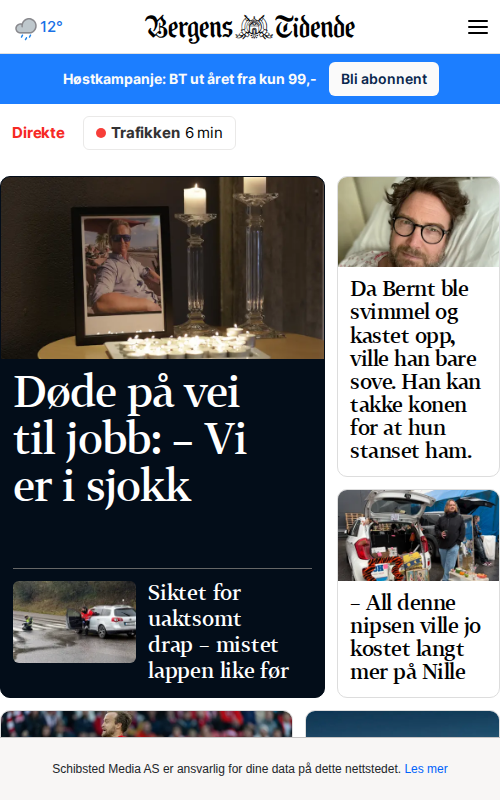 12°
Bergens Tidende
Høstkampanje: BT ut året fra kun 99,-
Bli abonnent
Direkte
Trafikken 6 min
Døde på vei
til jobb: – Vi
er i sjokk
Siktet for
uaktsomt
drap – mistet
lappen like før
Da Bernt ble
svimmel og
kastet opp,
ville han bare
sove. Han kan
takke konen
for at hun
stanset ham.
– All denne
nipsen ville jo
kostet langt
mer på Nille
Schibsted Media AS er ansvarlig for dine data på dette nettstedet. Les mer